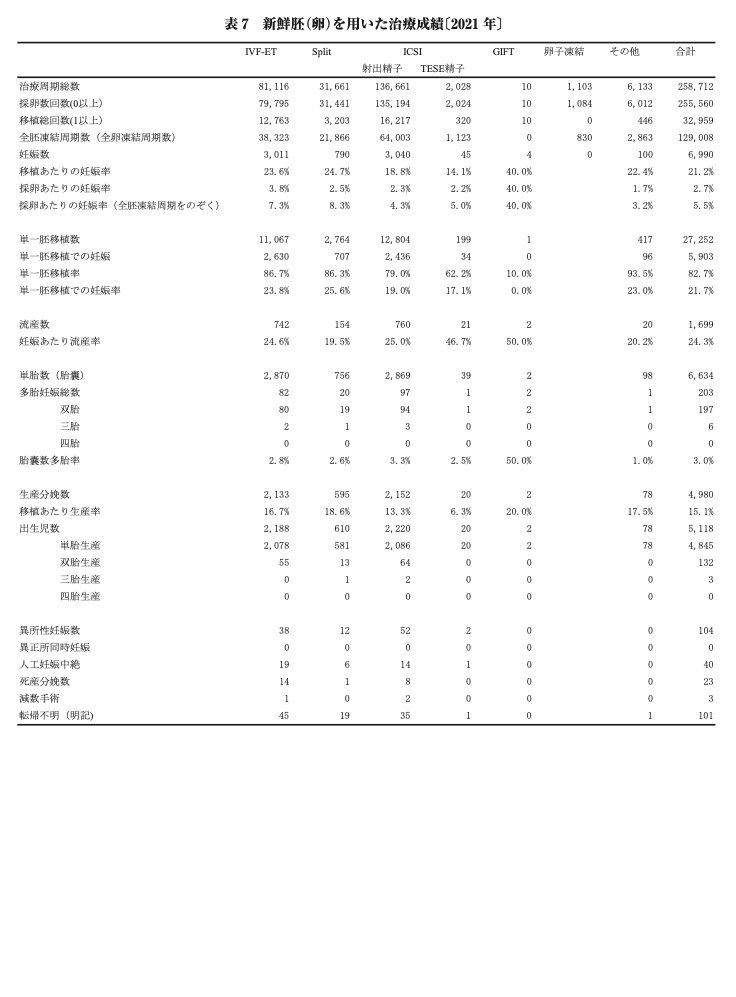 表 7　新鮮胚(卵)を用いた治療成績〔2021 年〕
IVF-ET Split ICSI GIFT 卵子凍結 その他 合計
射出精子 TESE精子
治療周期総数 81,116 31,661 136,661 2,028 10 1,103 6,133 258,712
採卵数回数(0以上) 79,795 31,441 135,194 2,024 10 1,084 6,012 255,560
移植総回数(1以上) 12,763 3,203 16,217 320 10 0 446 32,959
全胚凍結周期数（全卵凍結周期数） 38,323 21,866 64,003 1,123 0 830 2,863 129,008
妊娠数 3,011 790 3,040 45 4 0 100 6,990
移植あたりの妊娠率 23.6% 24.7% 18.8% 14.1% 40.0% 22.4% 21.2%
採卵あたりの妊娠率 3.8% 2.5% 2.3% 2.2% 40.0% 1.7% 2.7%
採卵あたりの妊娠率（全胚凍結周期をのぞく） 7.3% 8.3% 4.3% 5.0% 40.0% 3.2% 5.5%
単一胚移植数 11,067 2,764 12,804 199 1 417 27,252
単一胚移植での妊娠 2,630 707 2,436 34 0 96 5,903
単一胚移植率 86.7% 86.3% 79.0% 62.2% 10.0% 93.5% 82.7%
単一胚移植での妊娠率 23.8% 25.6% 19.0% 17.1% 0.0% 23.0% 21.7%
流産数 742 154 760 21 2 20 1,699
妊娠あたり流産率 24.6% 19.5% 25.0% 46.7% 50.0% 20.2% 24.3%
単胎数（胎嚢） 2,870 756 2,869 39 2 98 6,634
多胎妊娠総数 82 20 97 1 2 1 203
双胎 80 19 94 1 2 1 197
三胎 2 1 3 0 0 0 6
四胎 0 0 0 0 0 0 0
胎嚢数多胎率 2.8% 2.6% 3.3% 2.5% 50.0% 1.0% 3.0%
生産分娩数 2,133 595 2,152 20 2 78 4,980
移植あたり生産率 16.7% 18.6% 13.3% 6.3% 20.0% 17.5% 15.1%
出生児数 2,188 610 2,220 20 2 78 5,118
単胎生産 2,078 581 2,086 20 2 78 4,845
双胎生産 55 13 64 0 0 0 132
三胎生産 0 1 2 0 0 0 3
四胎生産 0 0 0 0 0 0 0
異所性妊娠数 38 12 52 2 0 0 104
異正所同時妊娠 0 0 0 0 0 0 0
人工妊娠中絶 19 6 14 1 0 0 40
死産分娩数 14 1 8 0 0 0 23
減数手術 1 0 2 0 0 0 3
転帰不明（明記) 45 19 35 1 0 1 101